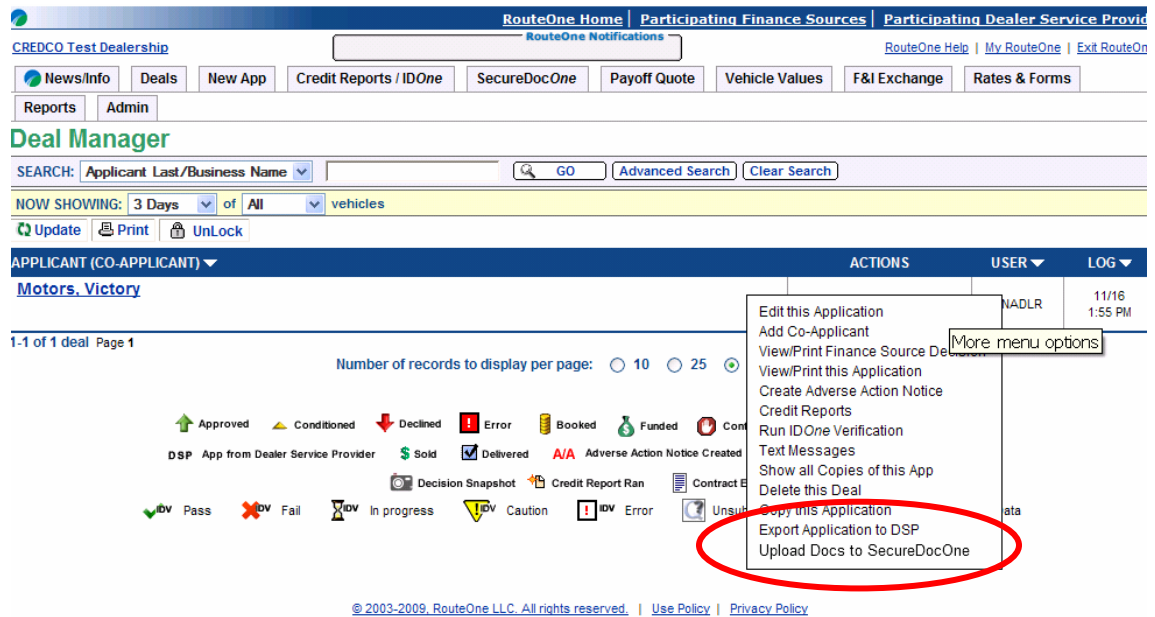 RouteOne Home | Participating Finance Sources | Participating Dealer Service Provid
CREDCO Test Dealership
RouteOne Notifications
RouteOne Help | My RouteOne | Exit RouteOn
News/Info Deals New App Credit Reports / IDOne SecureDocOne Payoff Quote Vehicle Values F&I Exchange Rates & Forms
Reports Admin
Deal Manager
SEARCH: Applicant Last/Business Name GO Advanced Search Clear Search
NOW SHOWING: 3 Days of All vehicles
Update Print UnLock
APPLICANT (CO-APPLICANT) ACTIONS USER LOG
Motors, Victory NADLR 11/16
1:55 PM
1-1 of 1 deal Page 1
Number of records to display per page: 10 25
Edit this Application
Add Co-Applicant
More menu options
View/Print Finance Source Decision
View/Print this Application
Create Adverse Action Notice
Credit Reports
Run IDOne Verification
Text Messages
Show all Copies of this App
Delete this Deal
Copy this Application
Export Application to DSP
Upload Docs to SecureDocOne
Approved Conditioned Declined ! Error Booked $ Funded Cont
DSP App from Dealer Service Provider $ Sold Delivered A/A Adverse Action Notice Created
Decision Snapshot Credit Report Ran Contract E
IDV Pass IDV Fail IDV In progress IDV Caution ! IDV Error ? Unsub ata
© 2003-2009, RouteOne LLC. All rights reserved. | Use Policy | Privacy Policy